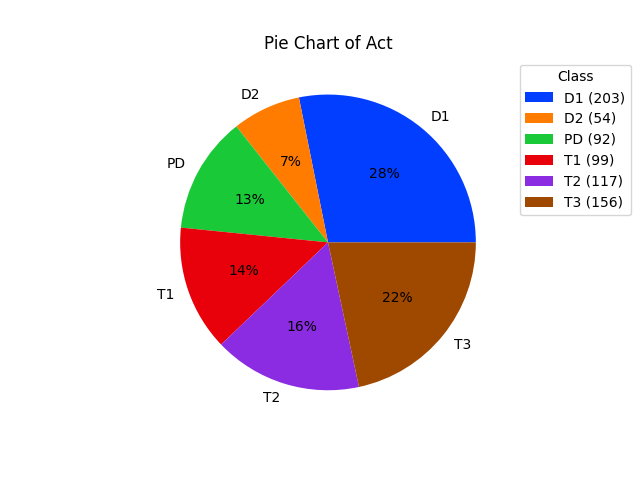 Pie Chart of Act
D1
D2
PD
T1
T2
T3
28%
7%
13%
14%
16%
22%
Class
D1 (203)
D2 (54)
PD (92)
T1 (99)
T2 (117)
T3 (156)